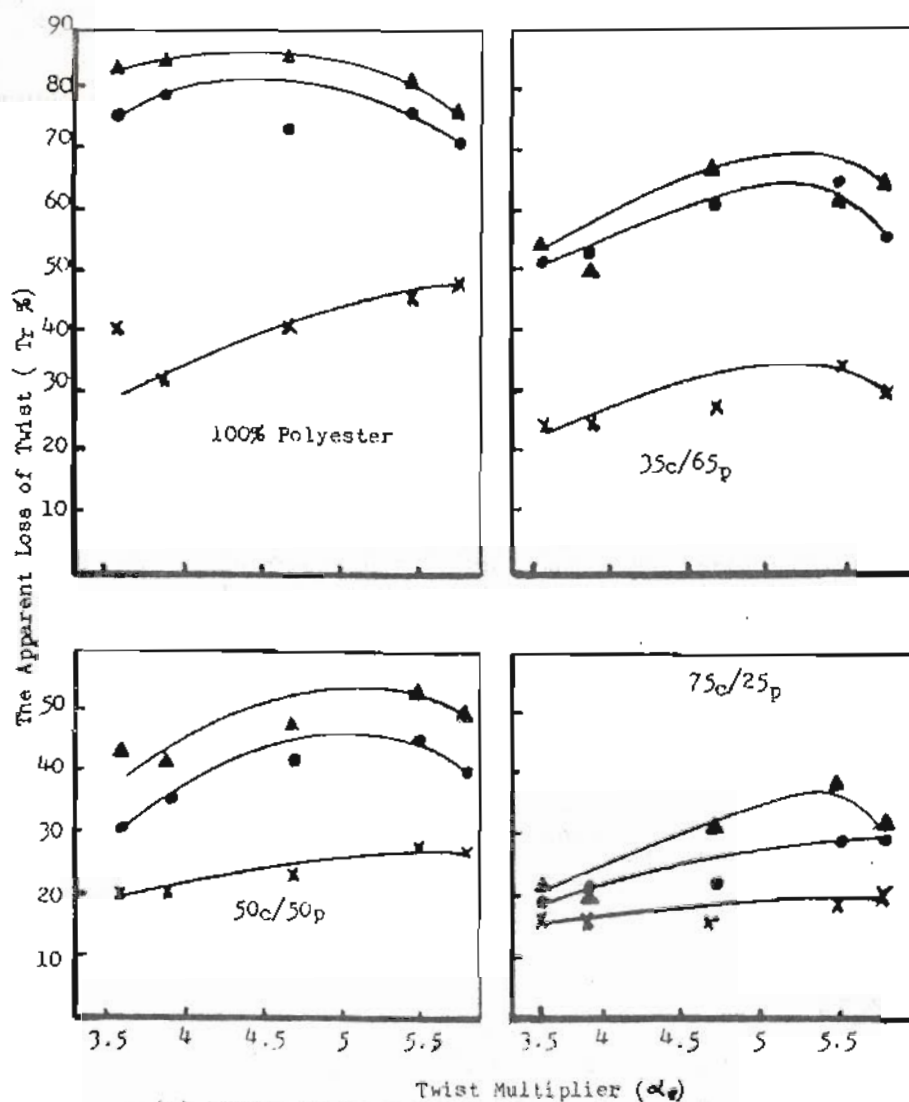 90
80
70
60
50
40
30
20
10
100% Polyester
35c/65p
The Apparent Loss of Twist ( Tr %)
50
40
30
20
10
50c/50p
75c/25p
3.5 4 4.5 5 5.5
3.5 4 4.5 5 5.5
Twist Multiplier (αe)